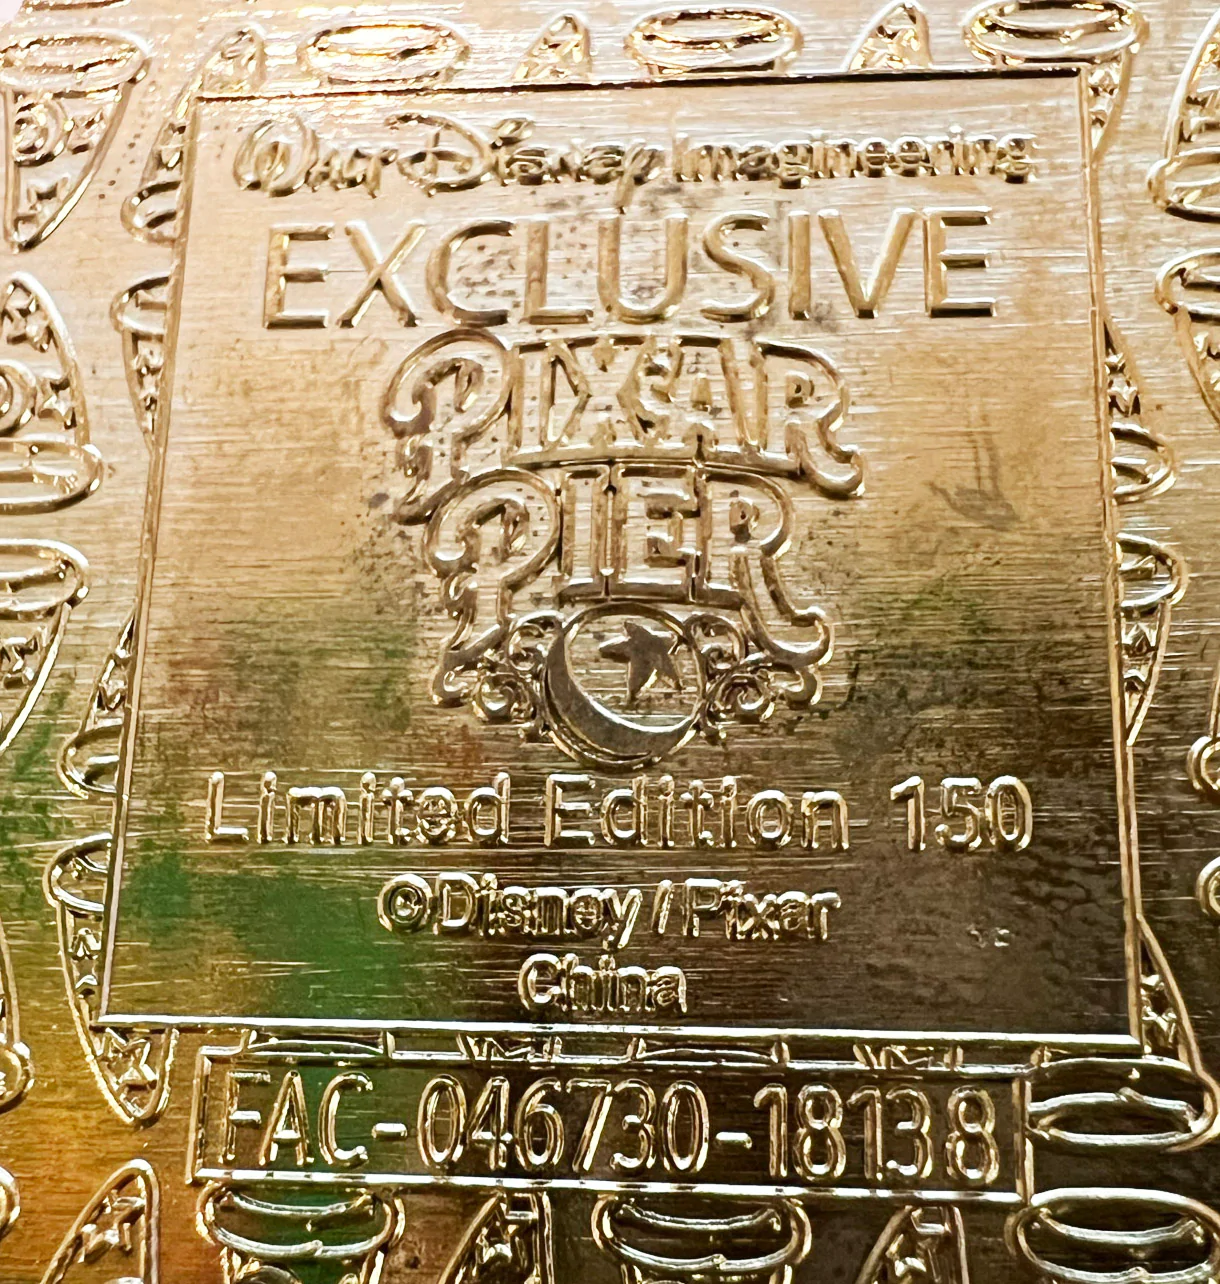 Walt Disney Imagineering
EXCLUSIVE
PIXAR
PIER
Limited Edition 150
©Disney/Pixar
China
FAC-046730-18138